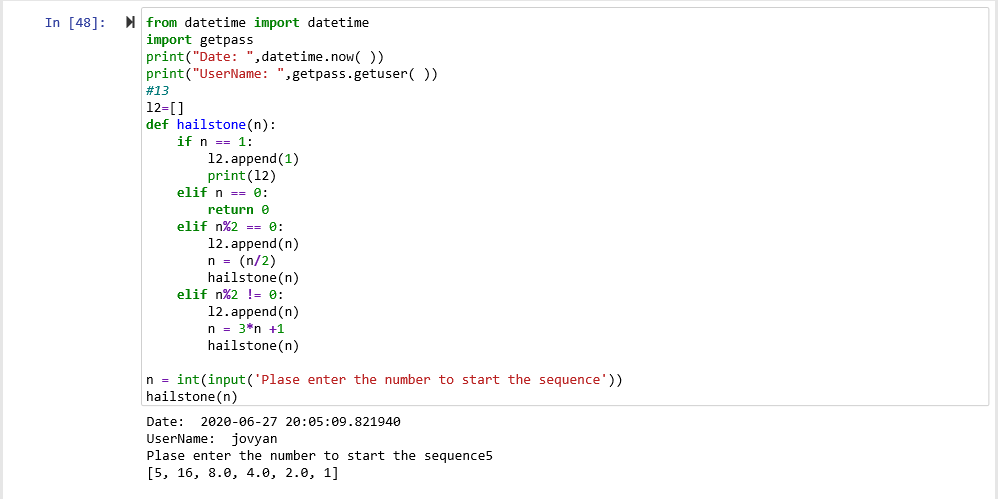 In [48]:
from datetime import datetime
import getpass
print("Date: ",datetime.now( ))
print("UserName: ",getpass.getuser( ))
#13
l2=[]
def hailstone(n):
    if n == 1:
        l2.append(1)
        print(l2)
    elif n == 0:
        return 0
    elif n%2 == 0:
        l2.append(n)
        n = (n/2)
        hailstone(n)
    elif n%2 != 0:
        l2.append(n)
        n = 3*n +1
        hailstone(n)

n = int(input('Plase enter the number to start the sequence'))
hailstone(n)
Date:  2020-06-27 20:05:09.821940
UserName:  jovyan
Plase enter the number to start the sequence5
[5, 16, 8.0, 4.0, 2.0, 1]